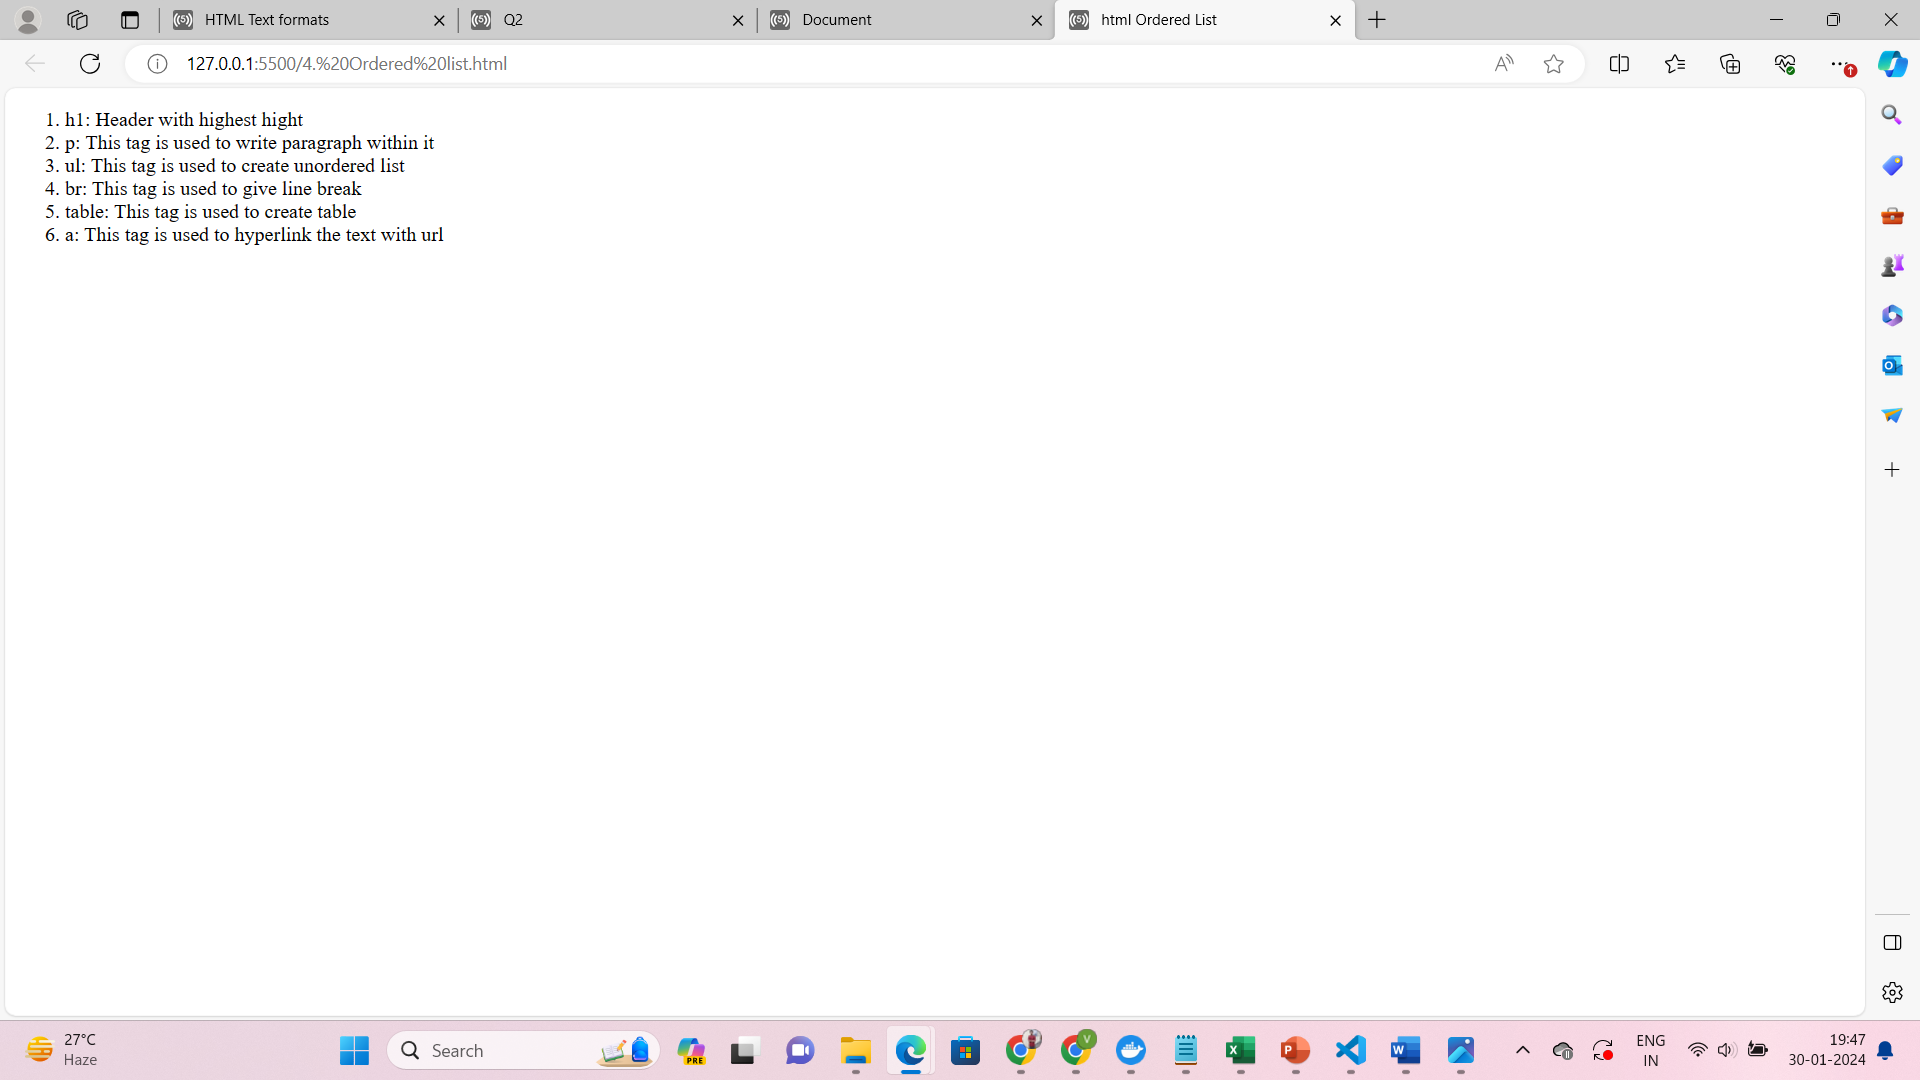 HTML Text formats
Q2
Document
html Ordered List
127.0.0.1:5500/4.%20Ordered%20list.html
1. h1: Header with highest hight
2. p: This tag is used to write paragraph within it
3. ul: This tag is used to create unordered list
4. br: This tag is used to give line break
5. table: This tag is used to create table
6. a: This tag is used to hyperlink the text with url
27°C
Haze
Search
PRE
V
X
P
W
ENG
IN
19:47
30-01-2024